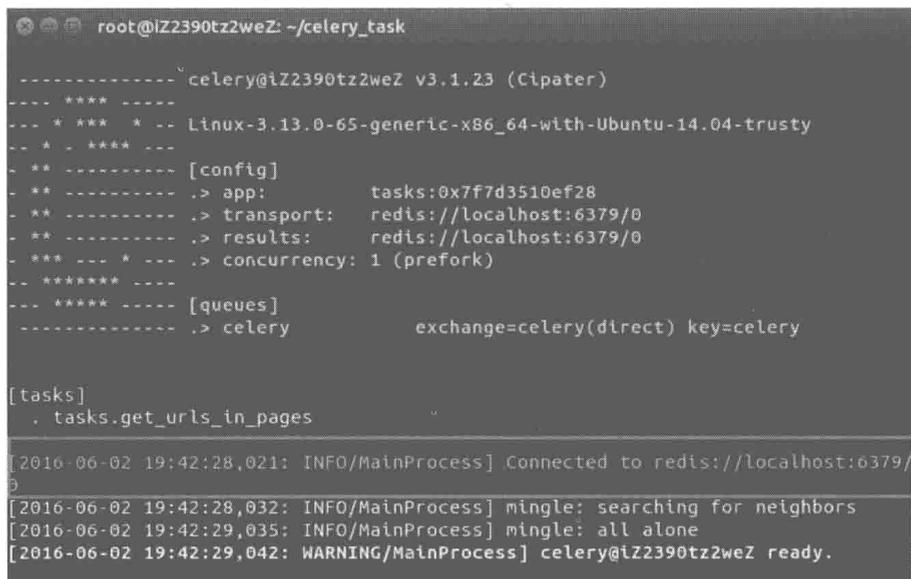 root@iZ2390tz2weZ: ~/celery_task
 -------------- celery@iZ2390tz2weZ v3.1.23 (Cipater)
---- **** -----
--- * ***  * -- Linux-3.13.0-65-generic-x86_64-with-Ubuntu-14.04-trusty
-- * - **** ---
- ** ---------- [config]
- ** ---------- .> app:         tasks:0x7f7d3510ef28
- ** ---------- .> transport:   redis://localhost:6379/0
- ** ---------- .> results:     redis://localhost:6379/0
- *** --- * --- .> concurrency: 1 (prefork)
-- ******* ----
--- ***** ----- [queues]
 -------------- .> celery           exchange=celery(direct) key=celery
[tasks]
  . tasks.get_urls_in_pages
[2016-06-02 19:42:28,021: INFO/MainProcess] Connected to redis://localhost:6379/
0
[2016-06-02 19:42:28,032: INFO/MainProcess] mingle: searching for neighbors
[2016-06-02 19:42:29,035: INFO/MainProcess] mingle: all alone
[2016-06-02 19:42:29,042: WARNING/MainProcess] celery@iZ2390tz2weZ ready.